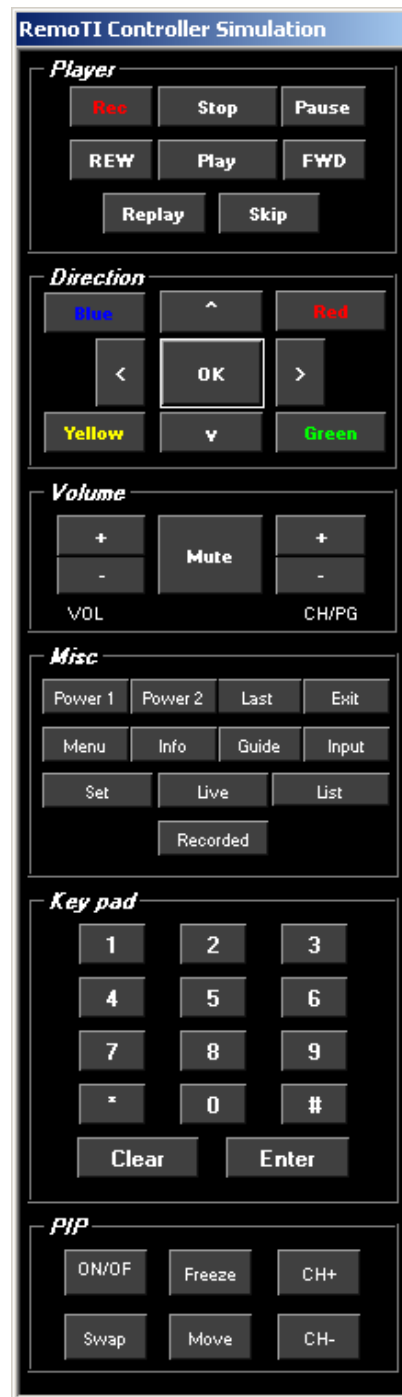 RemoTI Controller Simulation
Player
Rec Stop Pause
REW Play FWD
Replay Skip
Direction
Blue ^ Red
< OK >
Yellow v Green
Volume
+ Mute +
- -
VOL CH/PG
Misc
Power 1 Power 2 Last Exit
Menu Info Guide Input
Set Live List
Recorded
Key pad
1 2 3
4 5 6
7 8 9
* 0 #
Clear Enter
PIP
ON/OF Freeze CH+
Swap Move CH-